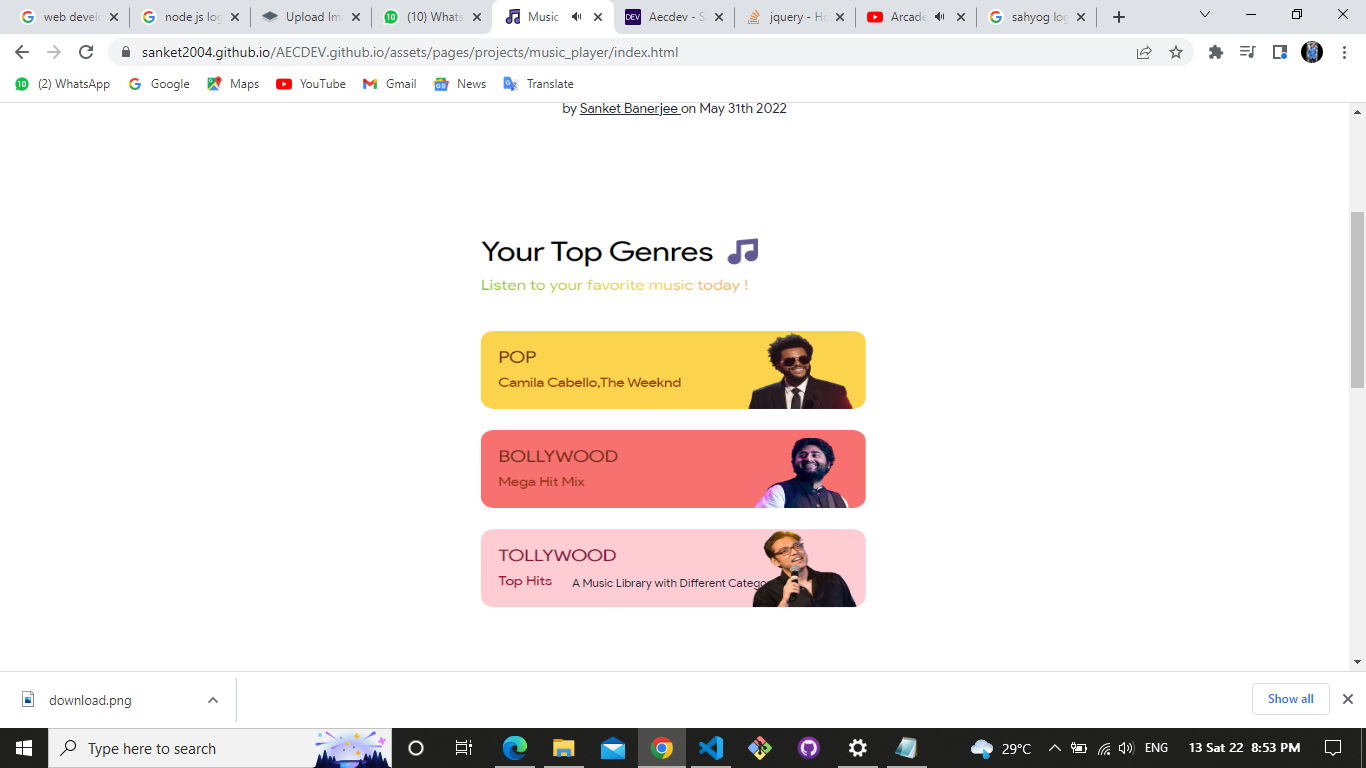 web develo
node js log
Upload Ima
(10) Whats
Music
Aecdev - S
jquery - Ho
Arcade
sahyog log
sanket2004.github.io/AECDEV.github.io/assets/pages/projects/music_player/index.html
(2) WhatsApp Google Maps YouTube Gmail News Translate
by Sanket Banerjee on May 31th 2022
Your Top Genres
Listen to your favorite music today !
POP
Camila Cabello,The Weeknd
BOLLYWOOD
Mega Hit Mix
TOLLYWOOD
Top Hits A Music Library with Different Catego
download.png
Show all
Type here to search
29°C
ENG
13 Sat 22 8:53 PM